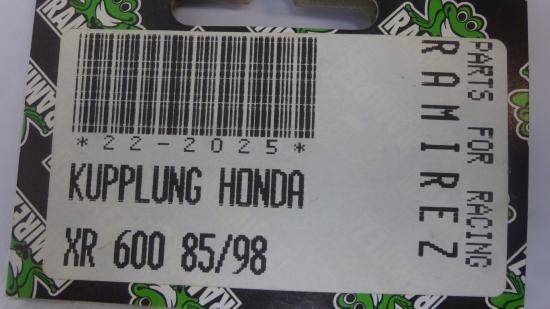 *22-2025*
KUPPLUNG HONDA
XR 600 85/98
PARTS FOR RACING
RAMIREZ